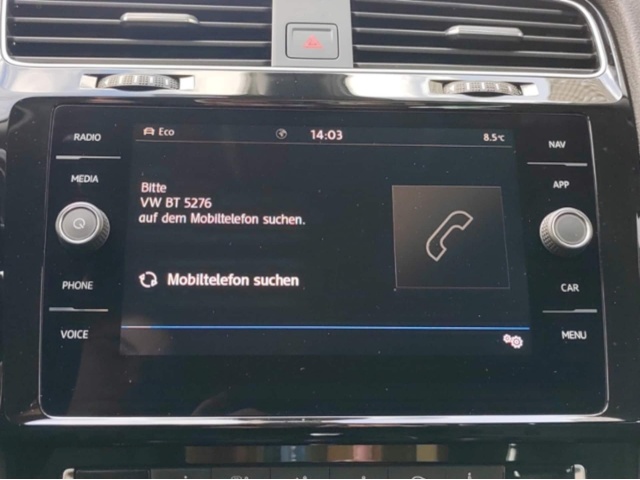 RADIO
MEDIA
PHONE
VOICE
Eco
14:03
8.5°C
Bitte
VW BT 5276
auf dem Mobiltelefon suchen.
Mobiltelefon suchen
NAV
APP
CAR
MENU